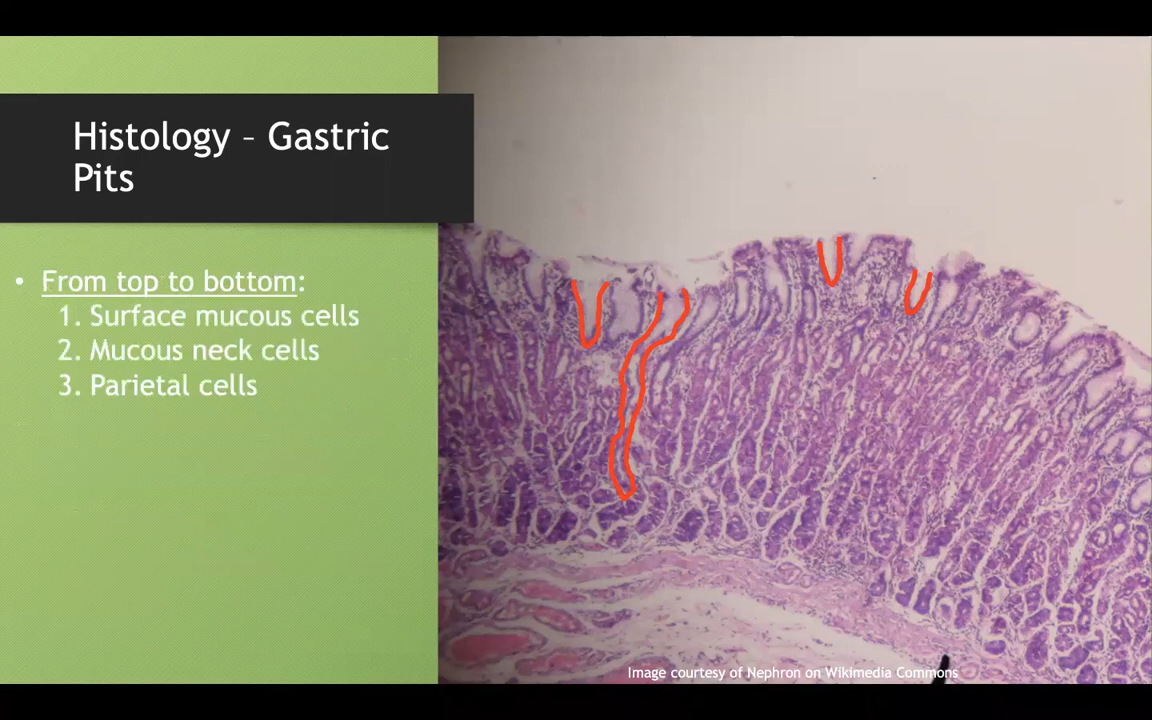 Histology – Gastric
Pits
• From top to bottom:
1. Surface mucous cells
2. Mucous neck cells
3. Parietal cells
Image courtesy of Nephron on Wikimedia Commons